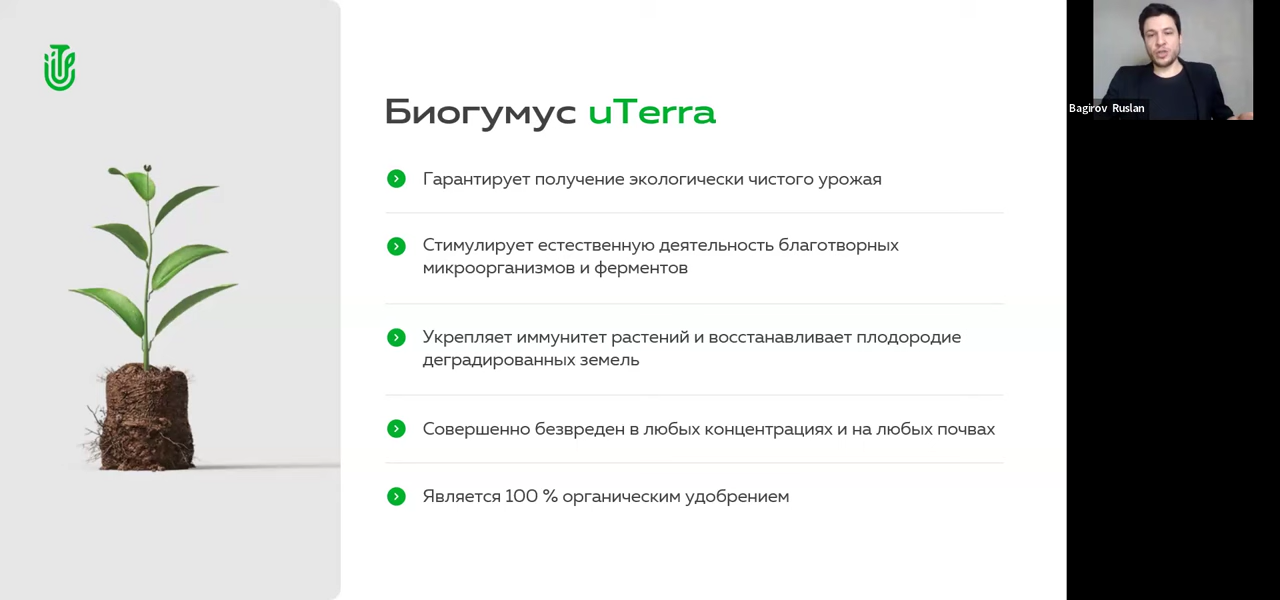 Биогумус uTerra
Гарантирует получение экологически чистого урожая
Стимулирует естественную деятельность благотворных
микроорганизмов и ферментов
Укрепляет иммунитет растений и восстанавливает плодородие
деградированных земель
Совершенно безвреден в любых концентрациях и на любых почвах
Является 100 % органическим удобрением
Bagirov Ruslan